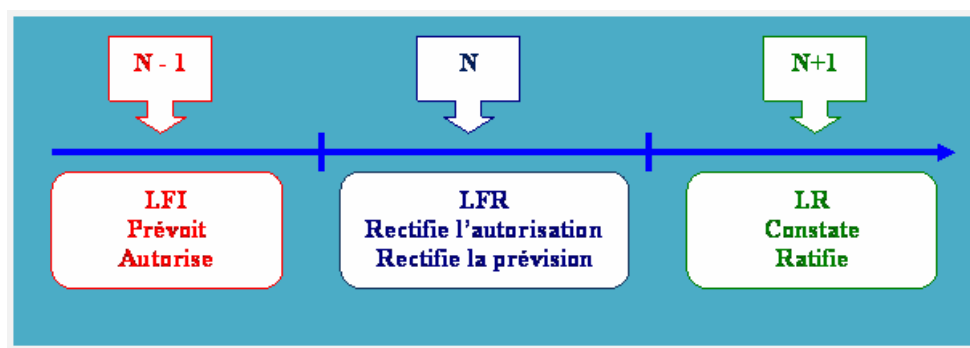 N - 1
N
N+1
LFI
Prévoit
Autorise
LFR
Rectifie l'autorisation
Rectifie la prévision
LR
Constate
Ratifie